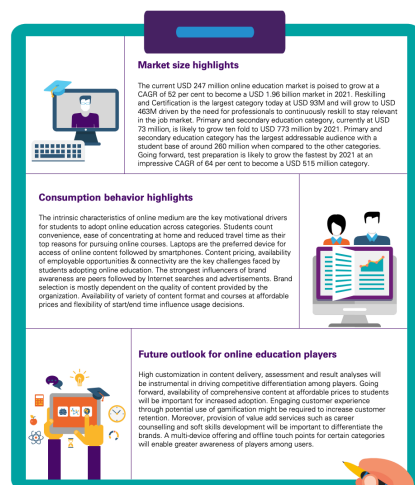 Market size highlights
The current USD 247 million online education market is poised to grow at a
CAGR of 52 per cent to become a USD 1.96 billion market in 2021. Reskilling
and Certification is the largest category today at USD 93M and will grow to USD
463M driven by the need for professionals to continuously reskill to stay relevant
in the job market. Primary and secondary education category, currently at USD
73 million, is likely to grow ten fold to USD 773 million by 2021. Primary and
secondary education category has the largest addressable audience with a
student base of around 260 million when compared to the other categories.
Going forward, test preparation is likely to grow the fastest by 2021 at an
impressive CAGR of 64 per cent to become a USD 515 million category.
Consumption behavior highlights
The intrinsic characteristics of online medium are the key motivational drivers
for students to adopt online education across categories. Students count
convenience, ease of concentrating at home and reduced travel time as their
top reasons for pursuing online courses. Laptops are the preferred device for
access of online content followed by smartphones. Content pricing, availability
of employable opportunities & connectivity are the key challenges faced by
students adopting online education. The strongest influencers of brand
awareness are peers followed by Internet searches and advertisements. Brand
selection is mostly dependent on the quality of content provided by the
organization. Availability of variety of content format and courses at affordable
prices and flexibility of start/end time influence usage decisions.
Future outlook for online education players
High customization in content delivery, assessment and result analyses will
be instrumental in driving competitive differentiation among players. Going
forward, availability of comprehensive content at affordable prices to students
will be important for increased adoption. Engaging customer experience
through potential use of gamification might be required to increase customer
retention. Moreover, provision of value add services such as career
counselling and soft skills development will be important to differentiate the
brands. A multi-device offering and offline touch points for certain categories
will enable greater awareness of players among users.